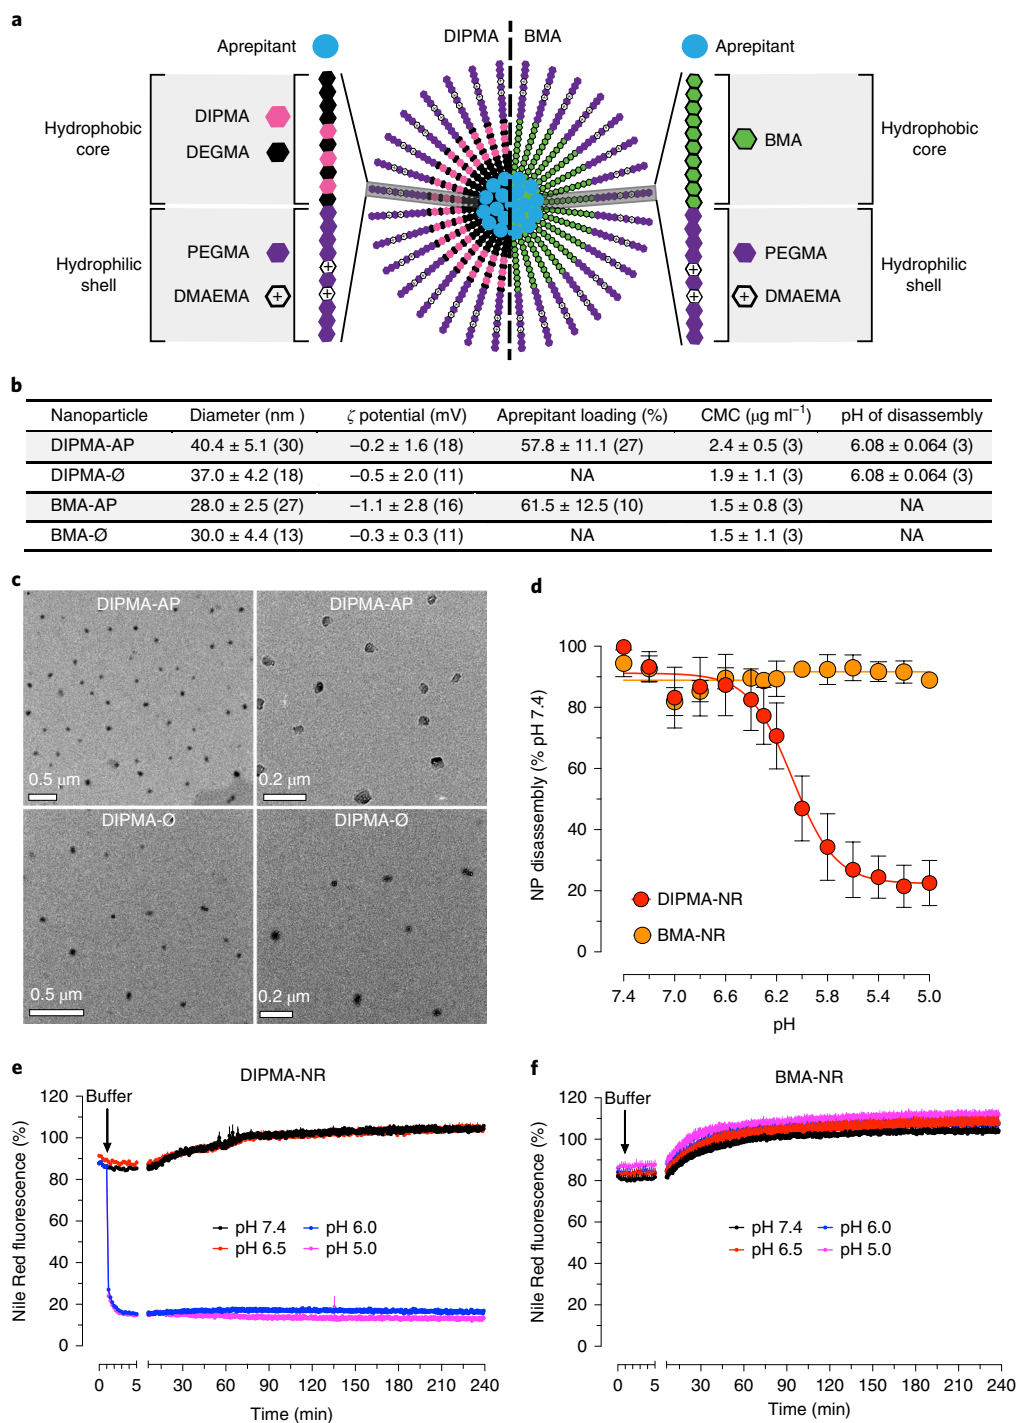 a
Aprepitant
DIPMA
BMA
Aprepitant
Hydrophobic
core
DIPMA
DEGMA
BMA
Hydrophobic
core
Hydrophilic
shell
PEGMA
DMAEMA
PEGMA
DMAEMA
Hydrophilic
shell
b
Nanoparticle Diameter (nm ) ζ potential (mV) Aprepitant loading (%) CMC (μg ml−1) pH of disassembly
DIPMA-AP 40.4 ± 5.1 (30) −0.2 ± 1.6 (18) 57.8 ± 11.1 (27) 2.4 ± 0.5 (3) 6.08 ± 0.064 (3)
DIPMA-Ø 37.0 ± 4.2 (18) −0.5 ± 2.0 (11) NA 1.9 ± 1.1 (3) 6.08 ± 0.064 (3)
BMA-AP 28.0 ± 2.5 (27) −1.1 ± 2.8 (16) 61.5 ± 12.5 (10) 1.5 ± 0.8 (3) NA
BMA-Ø 30.0 ± 4.4 (13) −0.3 ± 0.3 (11) NA 1.5 ± 1.1 (3) NA
c
DIPMA-AP
0.5 μm
DIPMA-AP
0.2 μm
DIPMA-Ø
0.5 μm
DIPMA-Ø
0.2 μm
d
NP disassembly (% pH 7.4)
100
80
60
40
20
0
DIPMA-NR
BMA-NR
7.4 7.0 6.6 6.2 5.8 5.4 5.0
pH
e
DIPMA-NR
Buffer
Nile Red fluorescence (%)
120
100
80
60
40
20
0
pH 7.4 pH 6.0
pH 6.5 pH 5.0
0 5 30 60 90 120 150 180 210 240
Time (min)
f
BMA-NR
Buffer
Nile Red fluorescence (%)
120
100
80
60
40
20
0
pH 7.4 pH 6.0
pH 6.5 pH 5.0
0 5 30 60 90 120 150 180 210 240
Time (min)